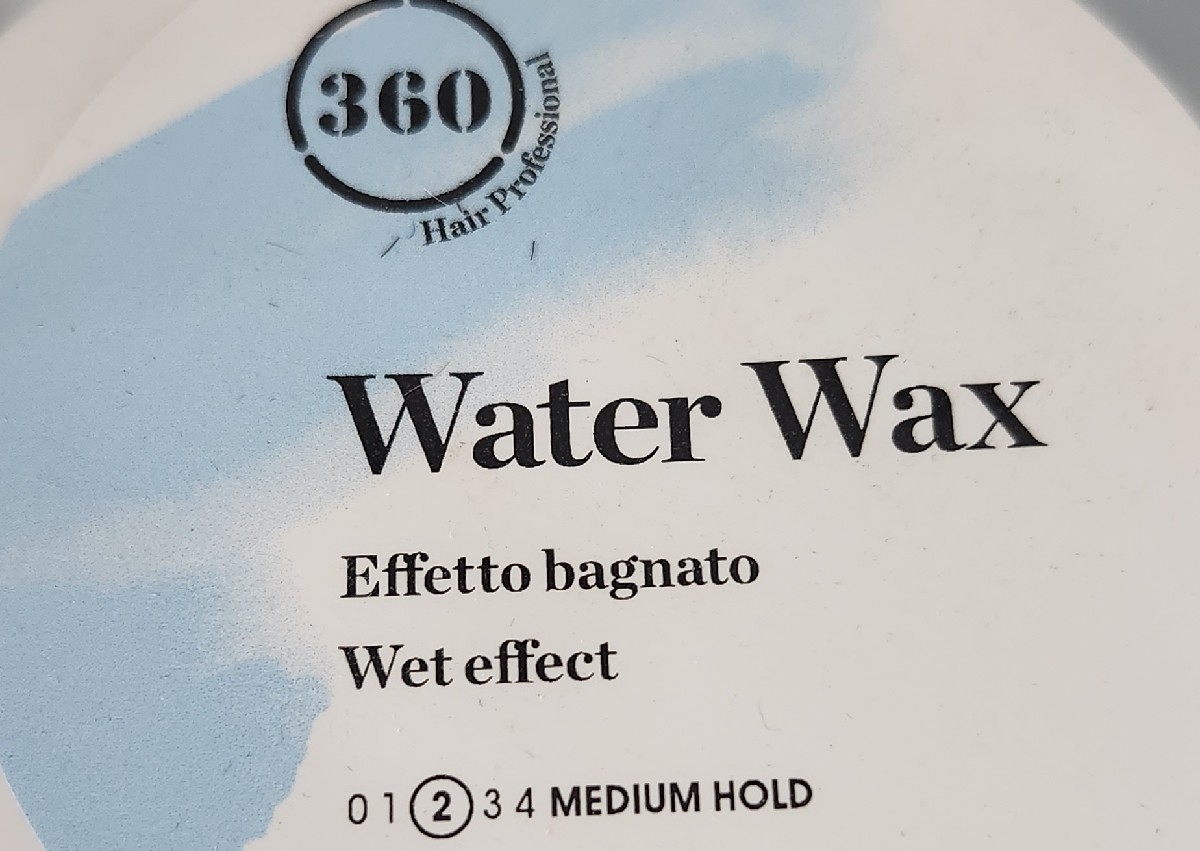 360
Hair Professional
Water Wax
Effetto bagnato
Wet effect
0 1 2 3 4 MEDIUM HOLD